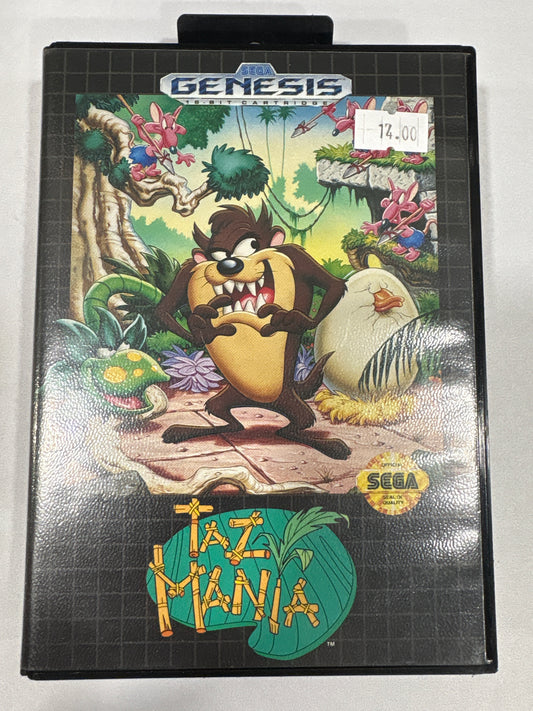 SEGA
GENESIS
16-BIT CARTRIDGE
14.00
OFFICIAL
SEGA
SEAL OF
QUALITY
TAZ
MANIA
TM